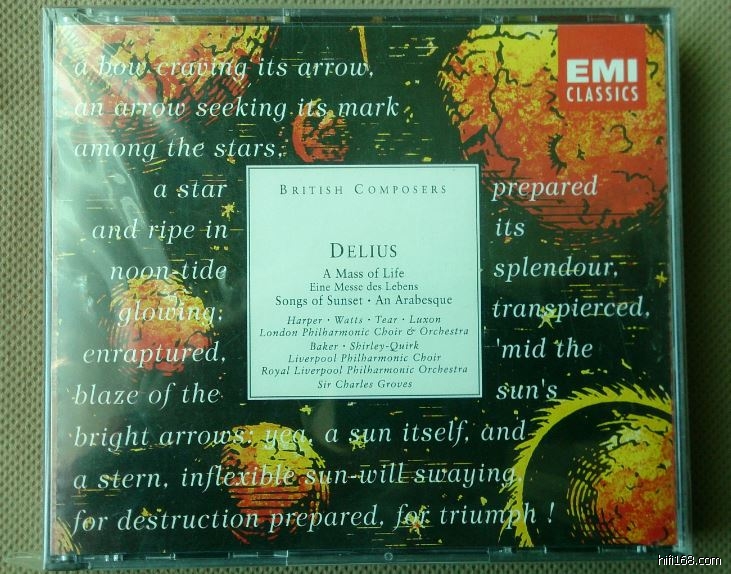 a bow craving its arrow,
an arrow seeking its mark
among the stars,
a star prepared
and ripe in its
noon-tide splendour,
glowing, transpierced,
enraptured, 'mid the
blaze of the sun's
bright arrows: yea, a sun itself, and
a stern, inflexible sun-will swaying,
for destruction prepared, for triumph !
EMI
CLASSICS
BRITISH COMPOSERS
DELIUS
A Mass of Life
Eine Messe des Lebens
Songs of Sunset · An Arabesque
Harper · Watts · Tear · Luxon
London Philharmonic Choir & Orchestra
Baker · Shirley-Quirk
Liverpool Philharmonic Choir
Royal Liverpool Philharmonic Orchestra
Sir Charles Groves
hifi168.com